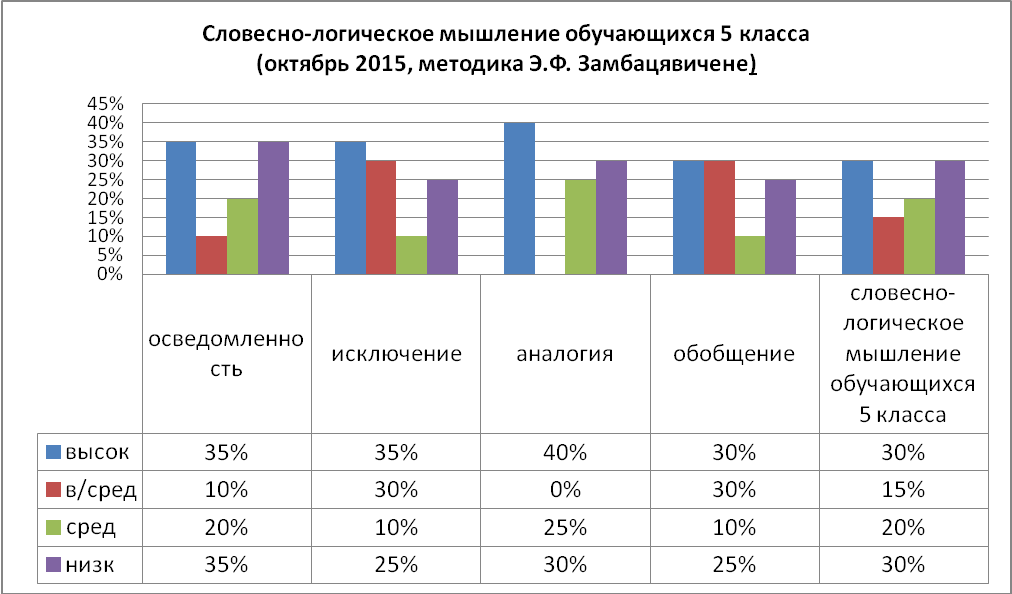 Словесно-логическое мышление обучающихся 5 класса
(октябрь 2015, методика Э.Ф. Замбацявичене)
45%
40%
35%
30%
25%
20%
15%
10%
5%
0%
осведомленно
сть
исключение
аналогия
обобщение
словесно-
логическое
мышление
обучающихся
5 класса
высок 35% 35% 40% 30% 30%
в/сред 10% 30% 0% 30% 15%
сред 20% 10% 25% 10% 20%
низк 35% 25% 30% 25% 30%